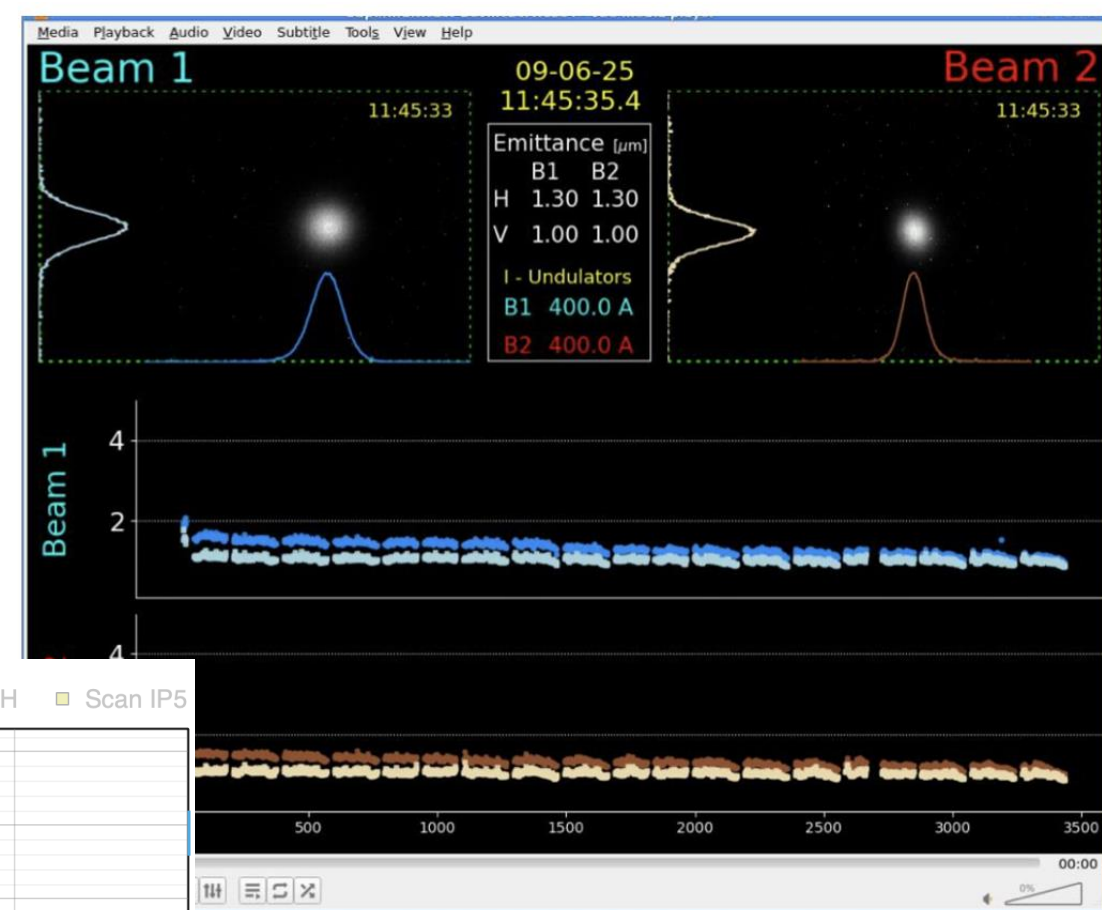 Media Playback Audio Video Subtitle Tools View Help
Beam 1
11:45:33
09-06-25
11:45:35.4
Emittance [μm]
B1 B2
H 1.30 1.30
V 1.00 1.00
I - Undulators
B1 400.0 A
B2 400.0 A
Beam 2
11:45:33
Beam 1
4
2
4
H Scan IP5
500 1000 1500 2000 2500 3000 3500
00:00
0%